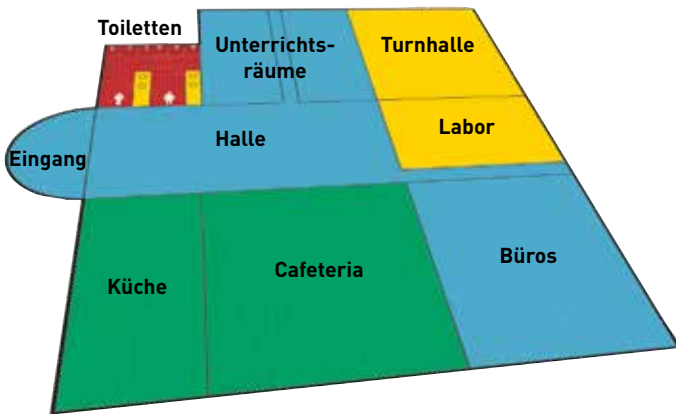 Toiletten
Unterrichts-
räume
Turnhalle
Labor
Halle
Eingang
Küche
Cafeteria
Büros